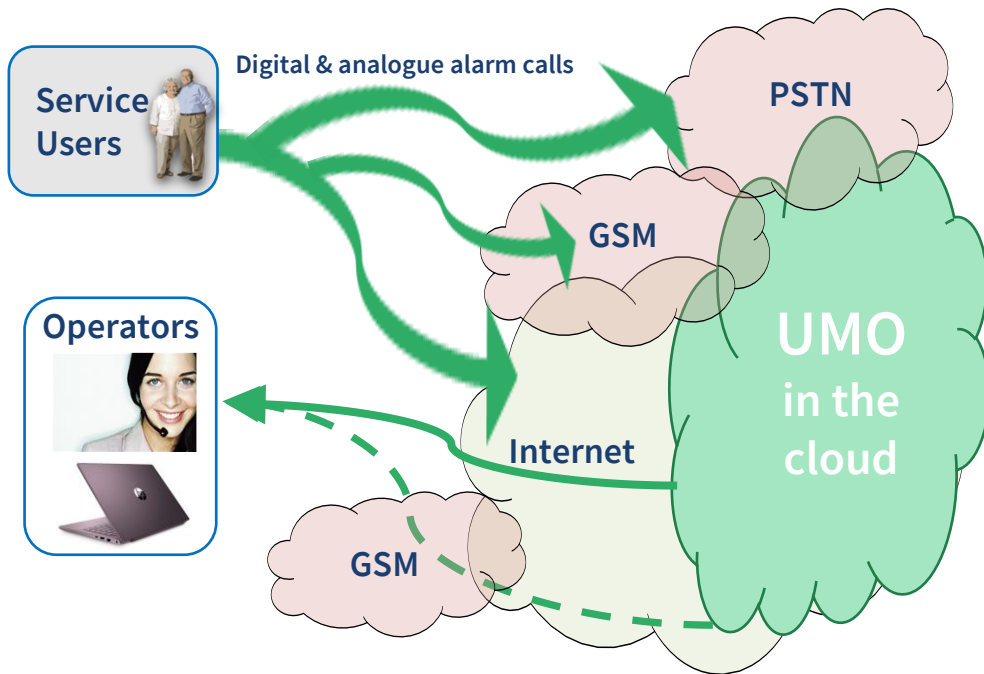 Digital & analogue alarm calls
Service
Users
PSTN
GSM
Operators
UMO
in the
cloud
Internet
GSM